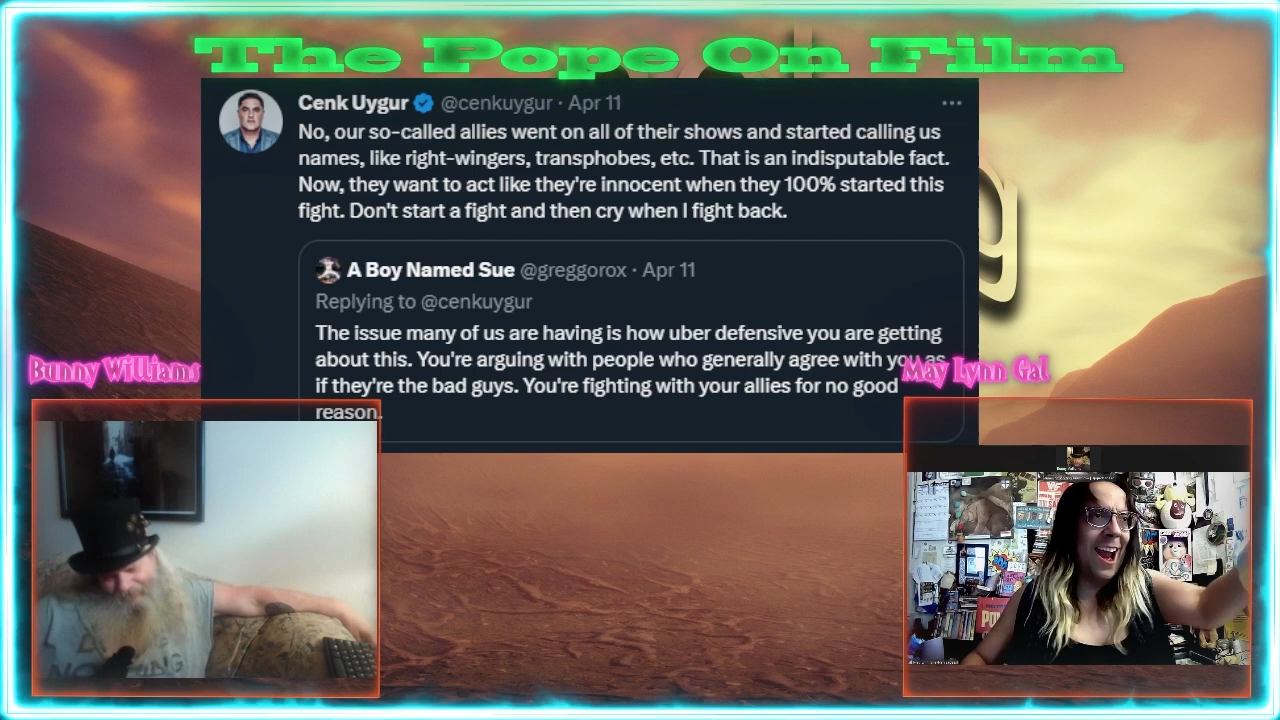 The Pope On Film
Cenk Uygur @cenkuygur · Apr 11
No, our so-called allies went on all of their shows and started calling us
names, like right-wingers, transphobes, etc. That is an indisputable fact.
Now, they want to act like they're innocent when they 100% started this
fight. Don't start a fight and then cry when I fight back.
g
A Boy Named Sue @greggorox · Apr 11
Replying to @cenkuygur
The issue many of us are having is how uber defensive you are getting
about this. You're arguing with people who generally agree with you as
if they're the bad guys. You're fighting with your allies for no good
reason.
Bunny Williams
May Lynn Gal
NOTHING